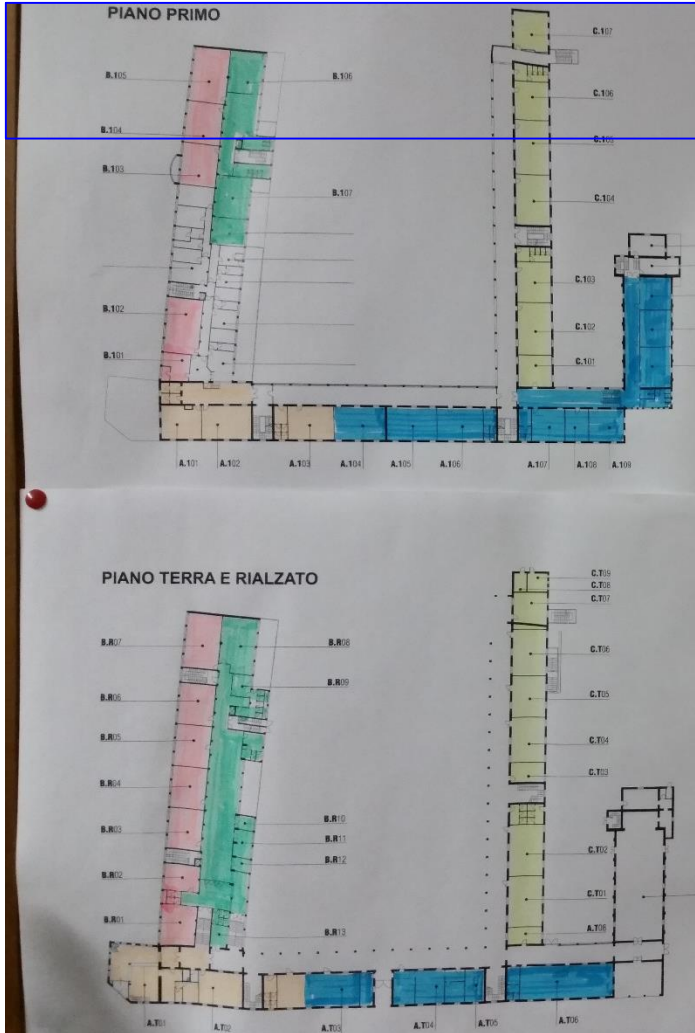 PIANO PRIMO
C.107
B.105
B.106
C.106
B.104
C.105
B.103
B.107
C.104
C.103
B.102
C.102
B.101
C.101
A.101 A.102 A.103 A.104 A.105 A.106 A.107 A.108 A.109
PIANO TERRA E RIALZATO
C.T09
C.T08
C.T07
B.R07
B.R08
C.T06
B.R09
B.R06
C.T05
B.R05
C.T04
C.T03
B.R04
B.R10
B.R03
B.R11
C.T02
B.R12
B.R02
C.T01
B.R01
B.R13
A.T06
A.T01 A.T02 A.T03 A.T04 A.T05 A.T06